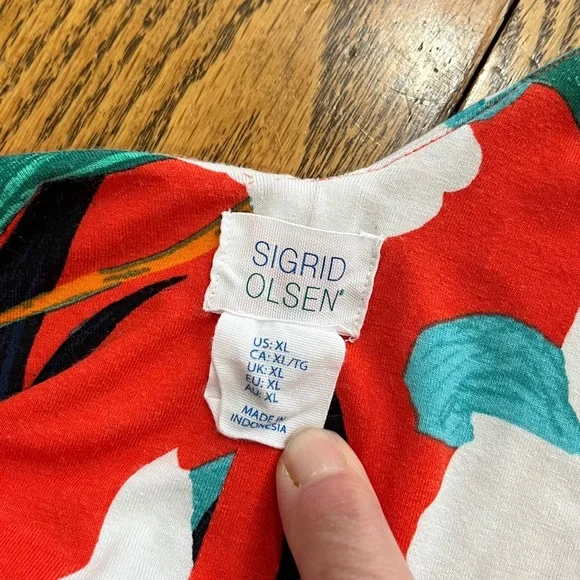 SIGRID
OLSEN®
US: XL
CA: XL/TG
UK: XL
EU: XL
AU: XL
MADE IN
INDONESIA